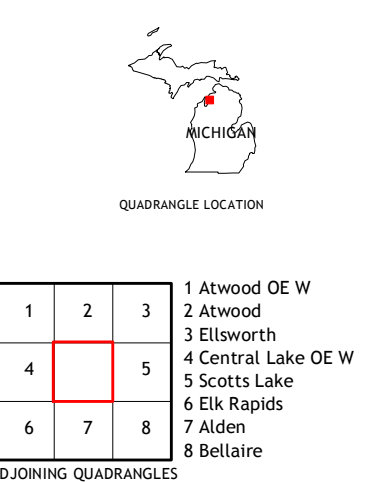 MICHIGAN
QUADRANGLE LOCATION
1 2 3
4 5
6 7 8
1 Atwood OE W
2 Atwood
3 Ellsworth
4 Central Lake OE W
5 Scotts Lake
6 Elk Rapids
7 Alden
8 Bellaire
DJOINING QUADRANGLES